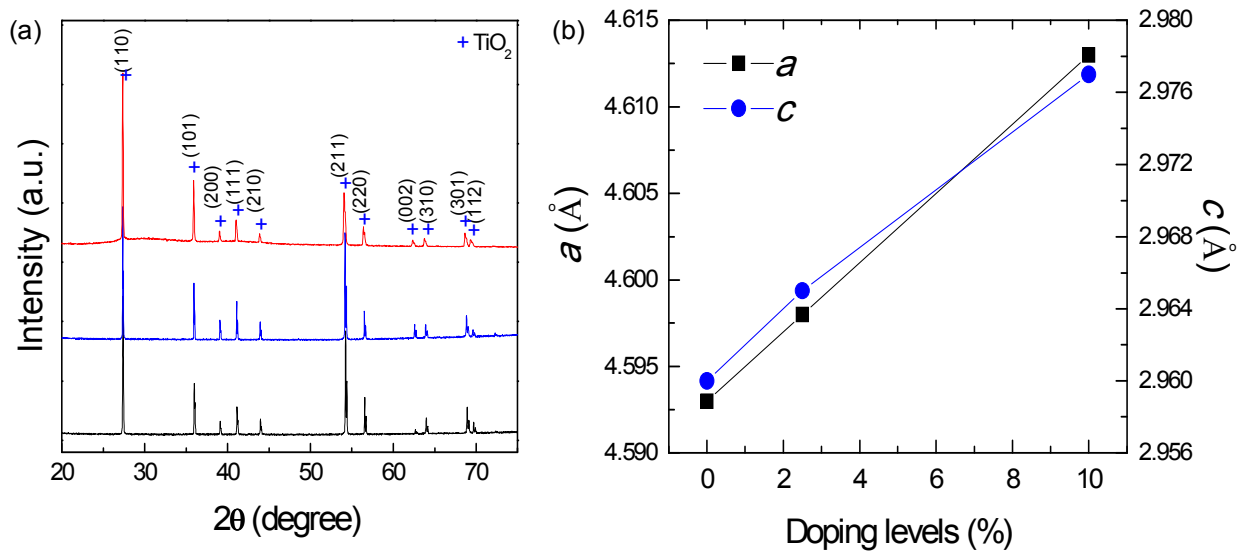 (a)
+ TiO2
(110)
(101)
(200)
(111)
(210)
(211)
(220)
(002)
(310)
(301)
(112)
Intensity (a.u.)
20 30 40 50 60 70
2θ (degree)
(b)
a
c
4.615
4.610
4.605
4.600
4.595
4.590
a (Å)
2.980
2.976
2.972
2.968
2.964
2.960
2.956
c (Å)
0 2 4 6 8 10
Doping levels (%)